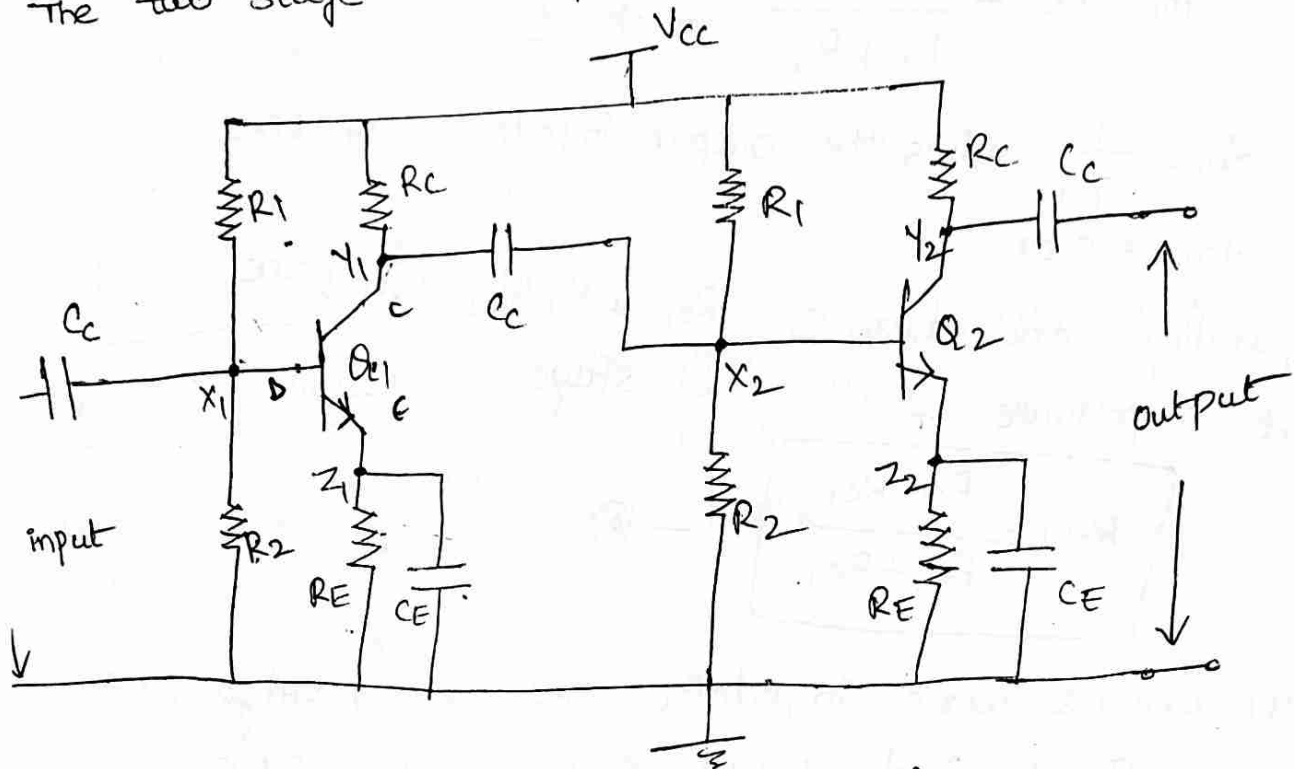 The two stage
VCC
R1
RC
R1
RC
CC
Y1
Y2
CC
C
CC
Q1
Q2
X1
E
X2
output
Z1
Z2
input
R2
R2
RE
CE
RE
CE